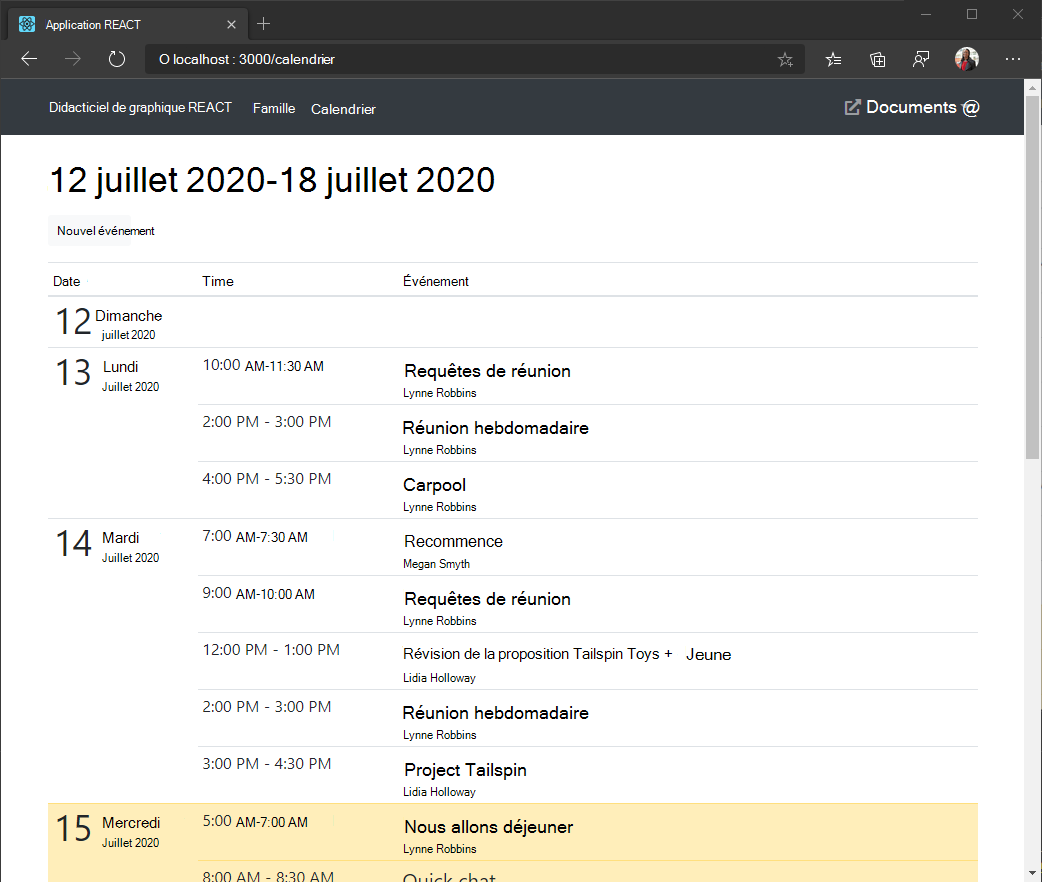 Application REACT
O localhost : 3000/calendrier
Didacticiel de graphique REACT Famille Calendrier Documents @
12 juillet 2020-18 juillet 2020
Nouvel événement
Date Time Événement
12 Dimanche
juillet 2020
13 Lundi 10:00 AM-11:30 AM Requêtes de réunion
Juillet 2020 Lynne Robbins
2:00 PM - 3:00 PM Réunion hebdomadaire
Lynne Robbins
4:00 PM - 5:30 PM Carpool
Lynne Robbins
14 Mardi 7:00 AM-7:30 AM Recommence
Juillet 2020 Megan Smyth
9:00 AM-10:00 AM Requêtes de réunion
Lynne Robbins
12:00 PM - 1:00 PM Révision de la proposition Tailspin Toys + Jeune
Lidia Holloway
2:00 PM - 3:00 PM Réunion hebdomadaire
Lynne Robbins
3:00 PM - 4:30 PM Project Tailspin
Lidia Holloway
15 Mercredi 5:00 AM-7:00 AM Nous allons déjeuner
Juillet 2020 Lynne Robbins
8:00 AM - 8:30 AM Quick chat